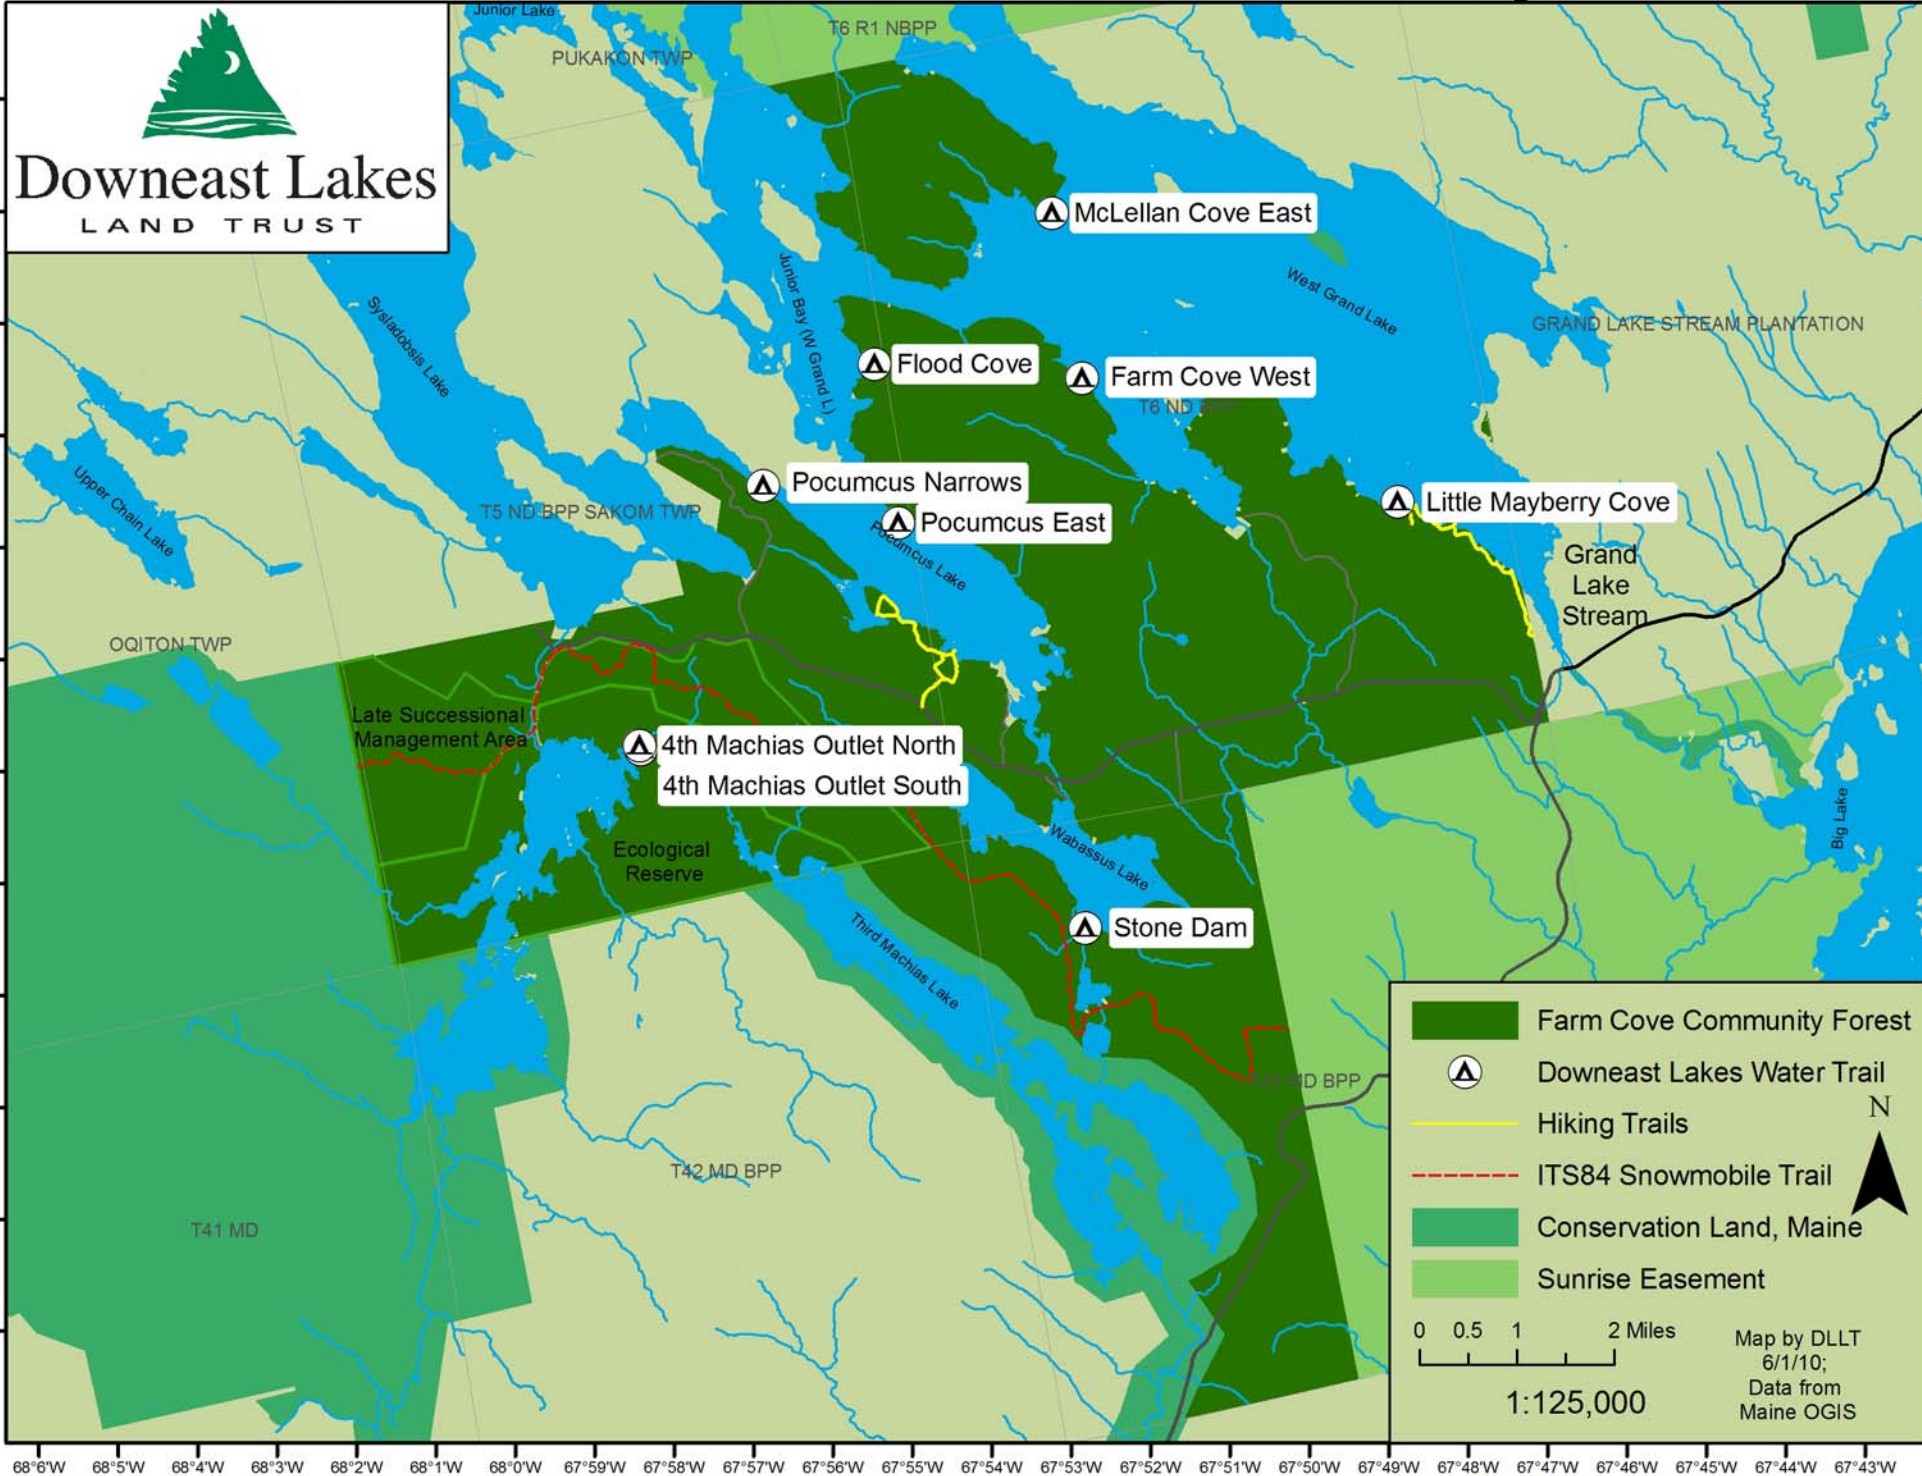 Downeast Lakes
LAND TRUST
Junior Lake
PUKAKON TWP
T6 R1 NBPP
McLellan Cove East
West Grand Lake
Junior Bay (W Grand L)
Sysladobsis Lake
GRAND LAKE STREAM PLANTATION
Flood Cove
Farm Cove West
T6 ND
Pocumcus Narrows
Upper Chain Lake
T5 ND BPP SAKOM TWP
Pocumcus East
Pocumcus Lake
Little Mayberry Cove
Grand
Lake
Stream
OQITON TWP
Late Successional
Management Area
4th Machias Outlet North
4th Machias Outlet South
Ecological
Reserve
Wabassus Lake
Big Lake
Third Machias Lake
Stone Dam
MD BPP
T42 MD BPP
T41 MD
Farm Cove Community Forest
Downeast Lakes Water Trail
Hiking Trails
ITS84 Snowmobile Trail
Conservation Land, Maine
Sunrise Easement
N
0 0.5 1 2 Miles
1:125,000
Map by DLLT
6/1/10;
Data from
Maine OGIS
68°6'W 68°5'W 68°4'W 68°3'W 68°2'W 68°1'W 68°0'W 67°59'W 67°58'W 67°57'W 67°56'W 67°55'W 67°54'W 67°53'W 67°52'W 67°51'W 67°50'W 67°49'W 67°48'W 67°47'W 67°46'W 67°45'W 67°44'W 67°43'W